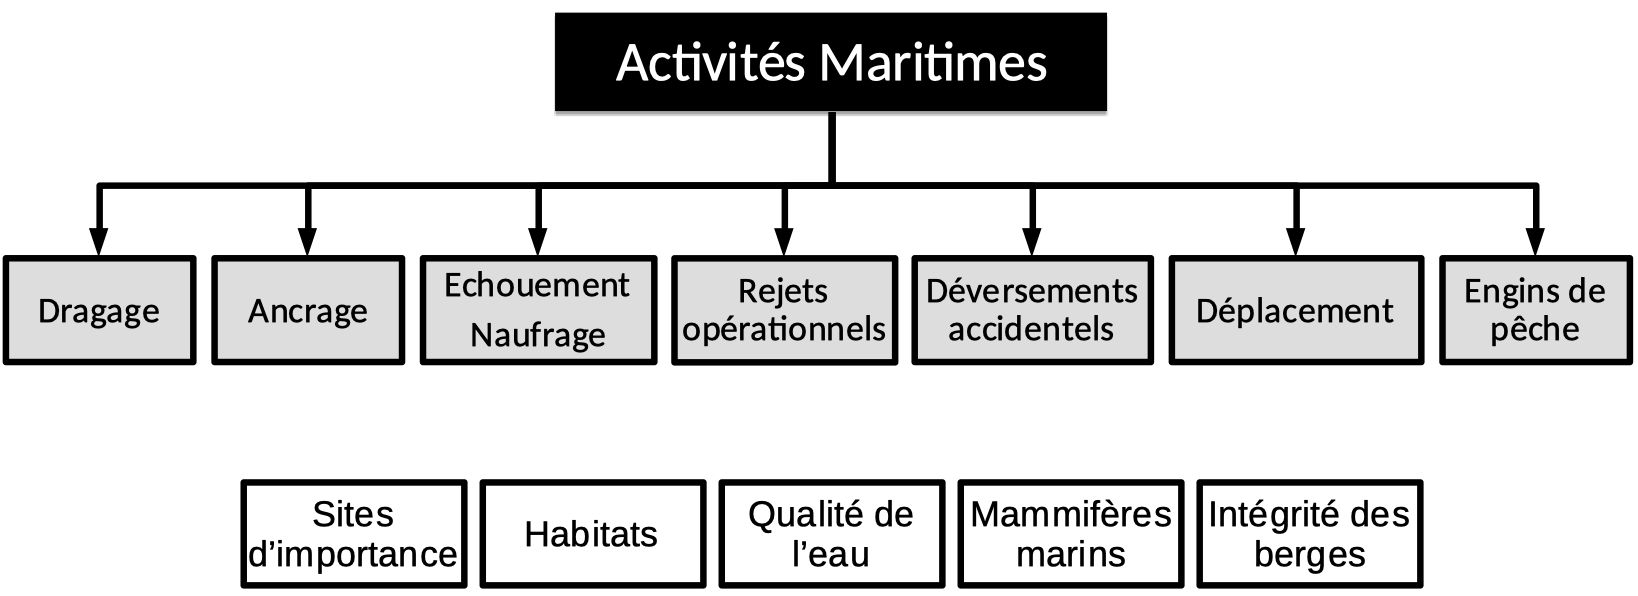 Activités Maritimes
Dragage
Ancrage
Echouement
Naufrage
Rejets
opérationnels
Déversements
accidentels
Déplacement
Engins de
pêche
Sites
d’importance
Habitats
Qualité de
l’eau
Mammifères
marins
Intégrité des
berges